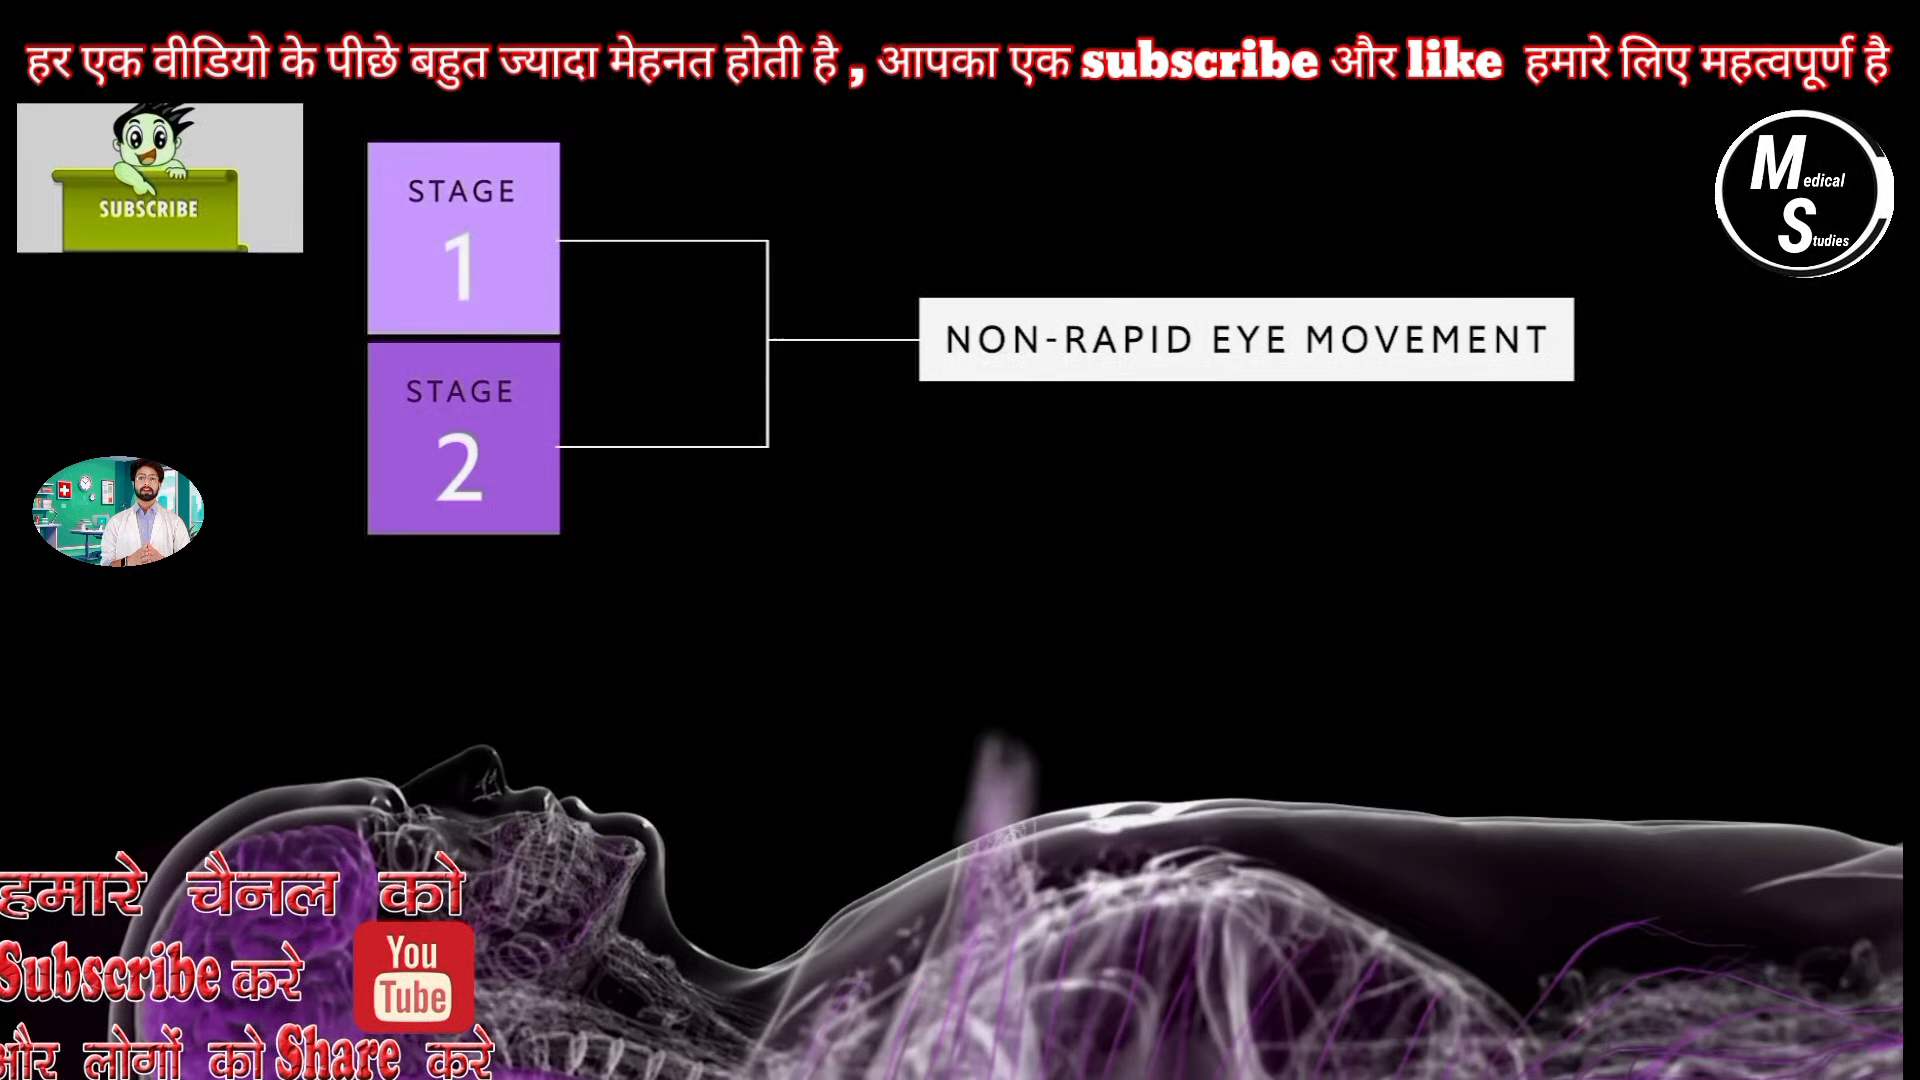 हर एक वीडियो के पीछे बहुत ज्यादा मेहनत होती है , आपका एक subscribe और like हमारे लिए महत्वपूर्ण है
SUBSCRIBE
Medical
Studies
STAGE
1
NON-RAPID EYE MOVEMENT
STAGE
2
हमारे चैनल को
Subscribe करे
You
Tube
और लोगों को Share करे